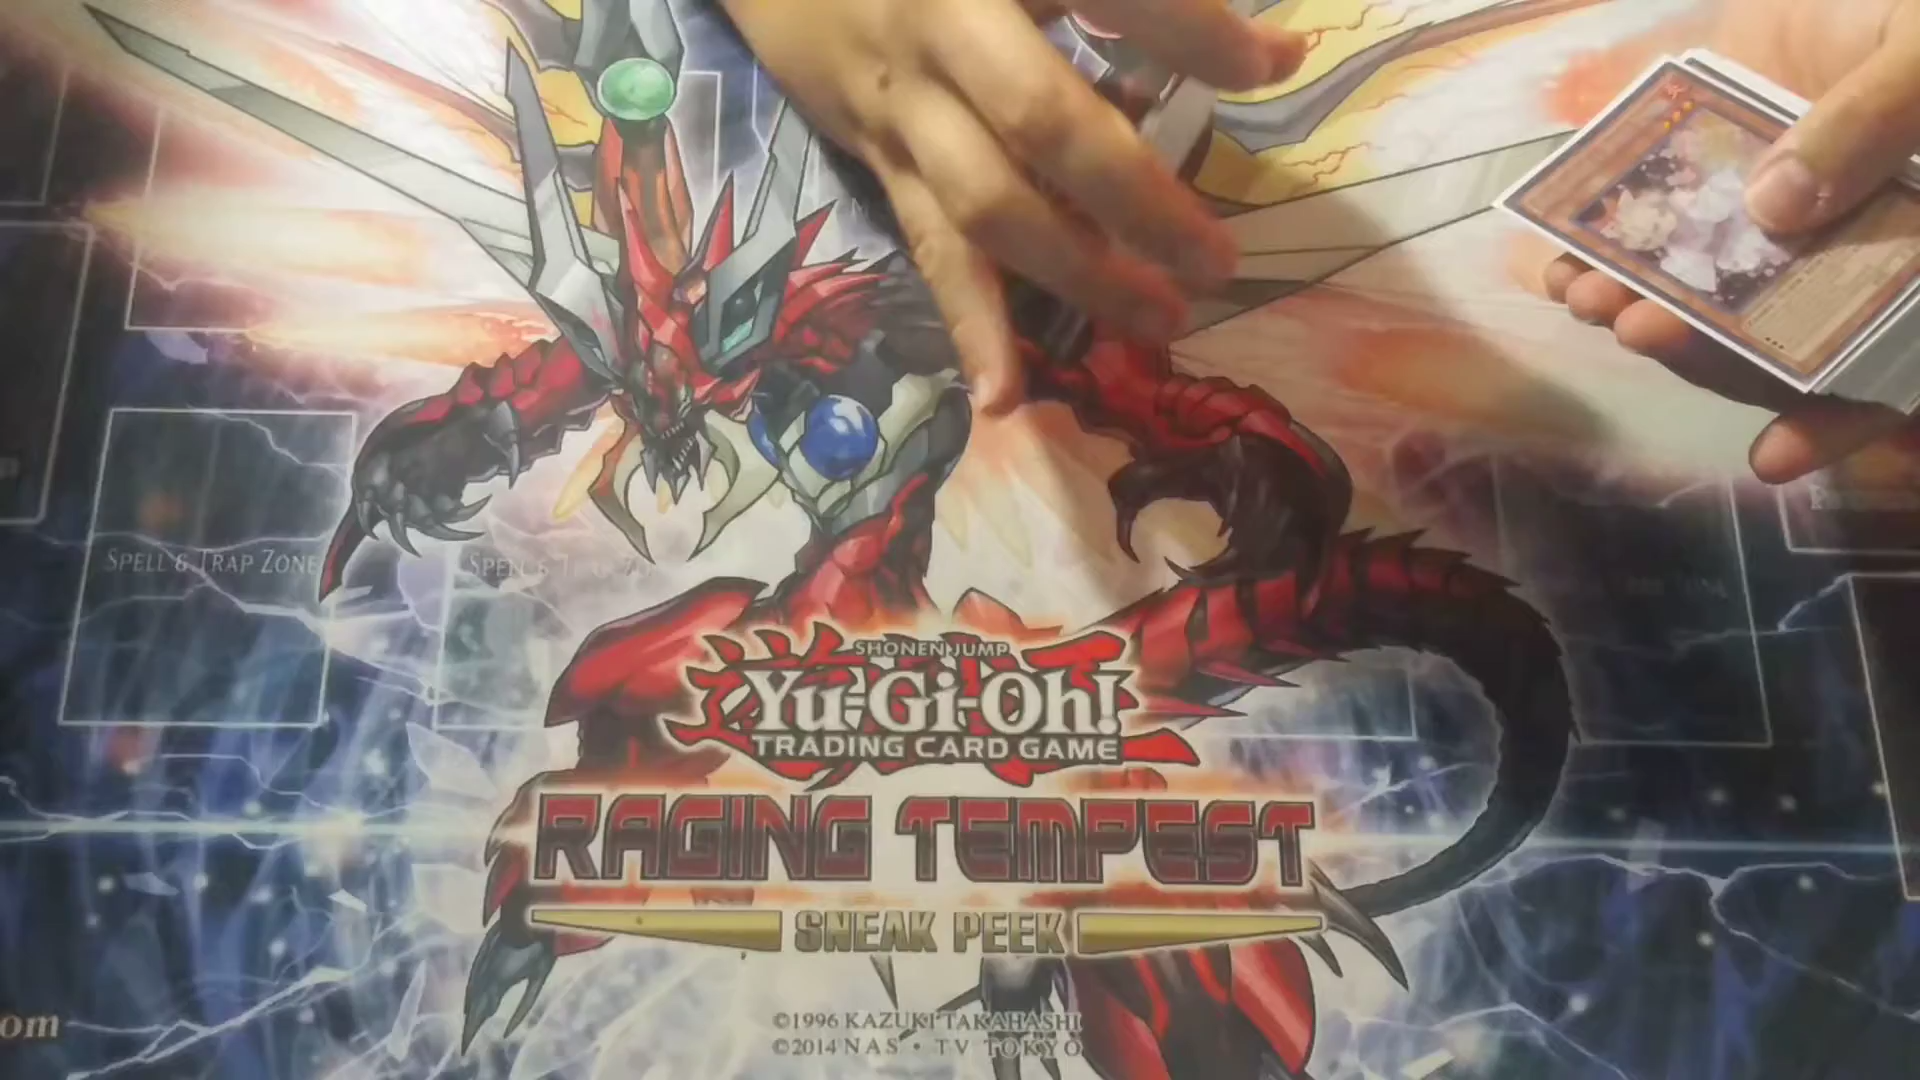 SPELL & TRAP ZONE
SHONEN JUMP
Yu-Gi-Oh!
TRADING CARD GAME
RAGING TEMPEST
SNEAK PEEK
om
©1996 KAZUKI TAKAHASHI
©2014 NAS • TV TOKYO